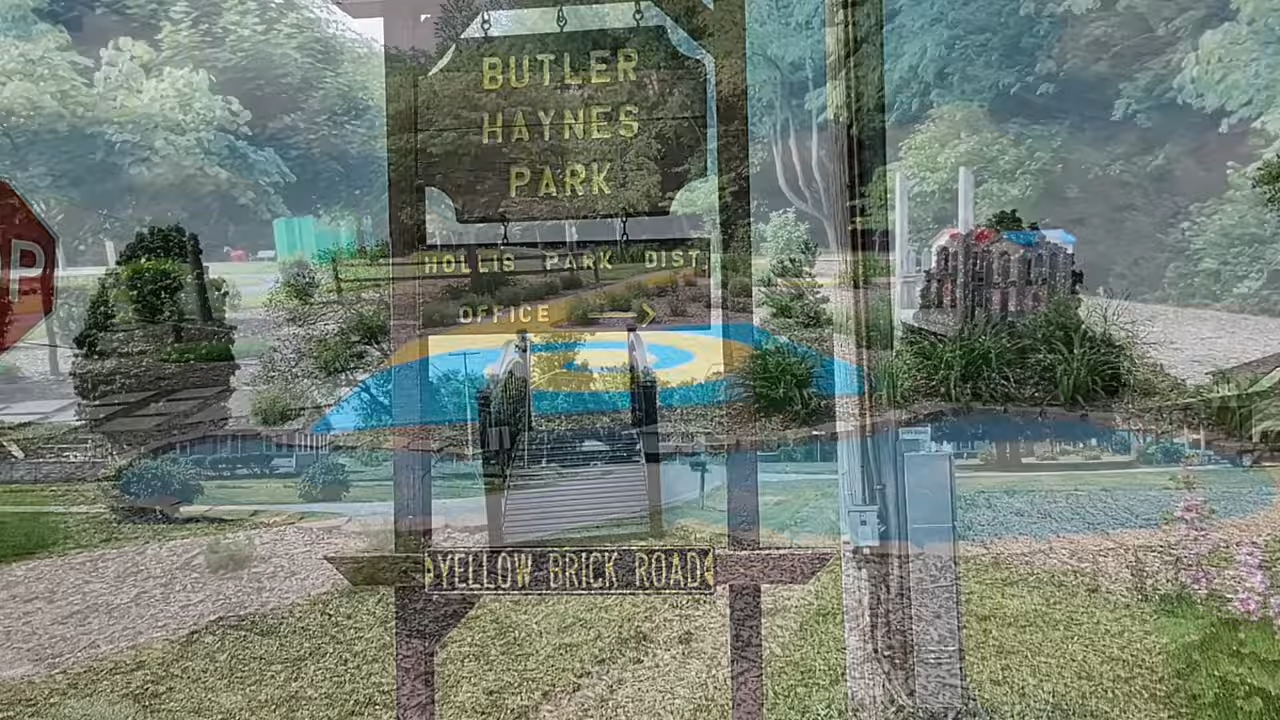 BUTLER
HAYNES
PARK
HOLLIS PARK DIST.
OFFICE
P
YELLOW BRICK ROAD